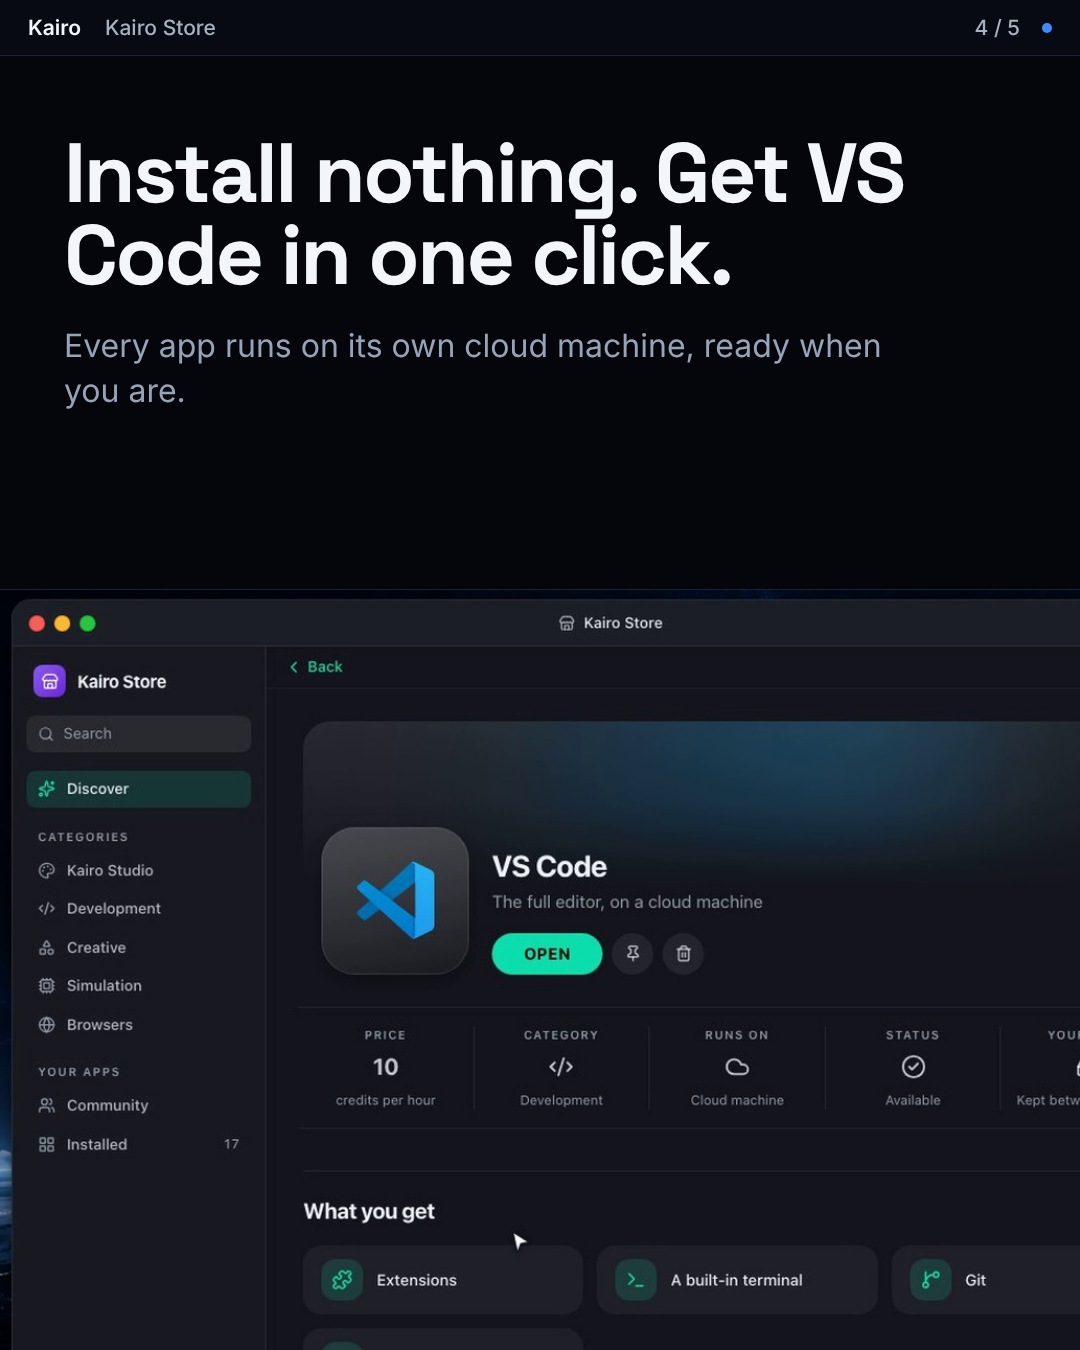 Kairo Kairo Store 4 / 5
Install nothing. Get VS
Code in one click.
Every app runs on its own cloud machine, ready when
you are.
Kairo Store
Kairo Store
Search
Discover
CATEGORIES
Kairo Studio
Development
Creative
Simulation
Browsers
YOUR APPS
Community
Installed 17
Back
VS Code
The full editor, on a cloud machine
OPEN
PRICE CATEGORY RUNS ON STATUS
10
credits per hour Development Cloud machine Available Kept
What you get
Extensions A built-in terminal Git